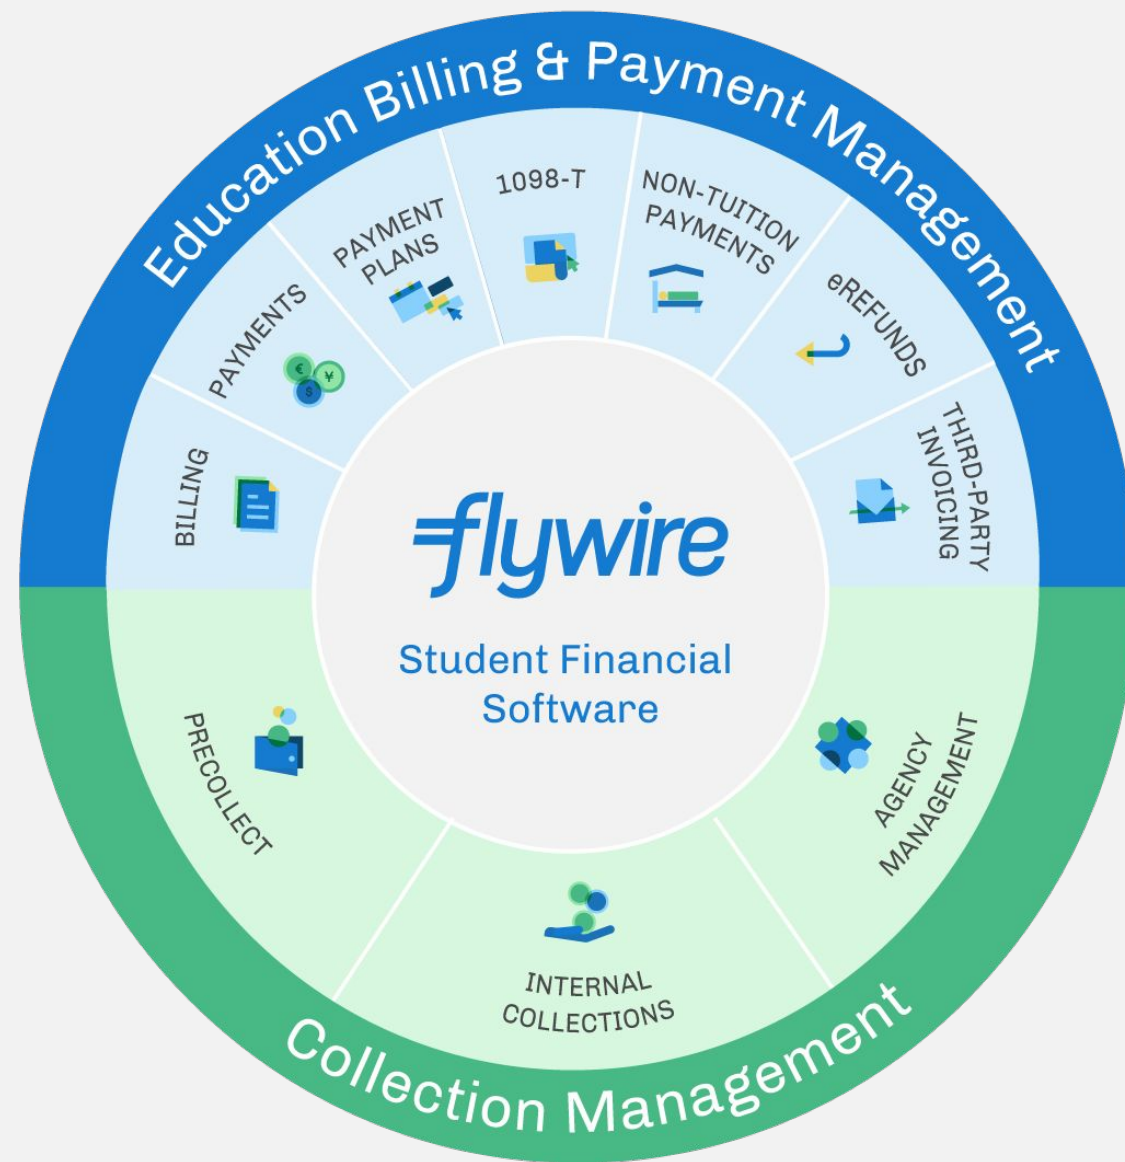 Education Billing & Payment Management
BILLING
PAYMENTS
PAYMENT
PLANS
1098-T
NON-TUITION
PAYMENTS
eREFUNDS
THIRD-PARTY
INVOICING
flywire
Student Financial
Software
PRECOLLECT
INTERNAL
COLLECTIONS
AGENCY
MANAGEMENT
Collection Management
€
¥
$